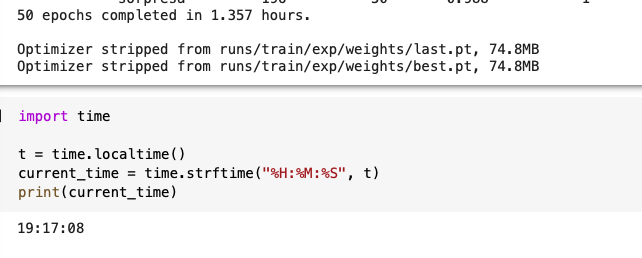 50 epochs completed in 1.357 hours.
Optimizer stripped from runs/train/exp/weights/last.pt, 74.8MB
Optimizer stripped from runs/train/exp/weights/best.pt, 74.8MB
import time
t = time.localtime()
current_time = time.strftime("%H:%M:%S", t)
print(current_time)
19:17:08